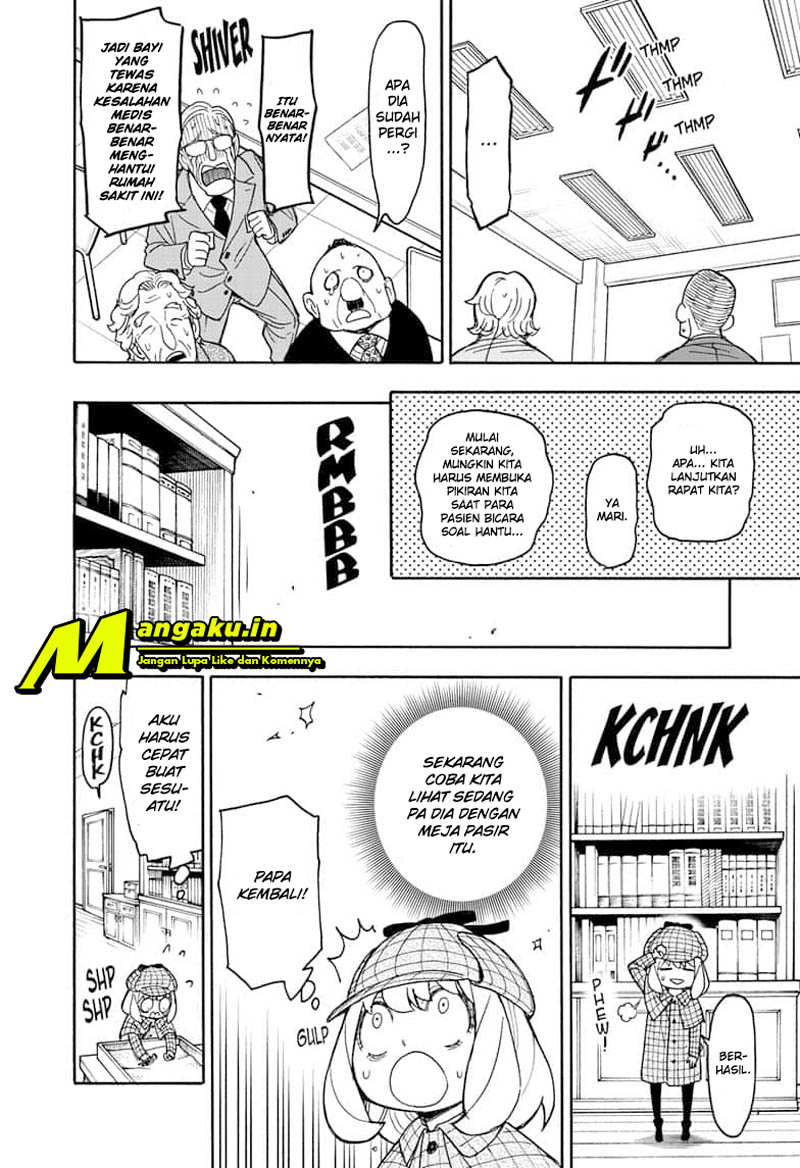 THMP
THMP
THMP
...
APA
DIA
SUDAH
PERGI
...?
ITU
BENAR-
BENAR
NYATA!
SHIVER
JADI BAYI
YANG
TEWAS
KARENA
KESALAHAN
MEDIS
BENAR-
BENAR
MENG-
HANTUI
RUMAH
SAKIT INI!
UH...
APA... KITA
LANJUTKAN
RAPAT KITA?
YA
MARI.
MULAI
SEKARANG,
MUNGKIN KITA
HARUS MEMBUKA
PIKIRAN KITA
SAAT PARA
PASIEN BICARA
SOAL HANTU...
RMBBB
Mangaku.in
Jangan Lupa Like dan Komennya
KCHNK
PHEW!
BER-
HASIL.
SEKARANG
COBA KITA
LIHAT SEDANG
PA DIA DENGAN
MEJA PASIR
ITU.
PAPA
KEMBALI!
GULP
AKU
HARUS
CEPAT
BUAT
SESU-
ATU!
KCHK
SHP
SHP